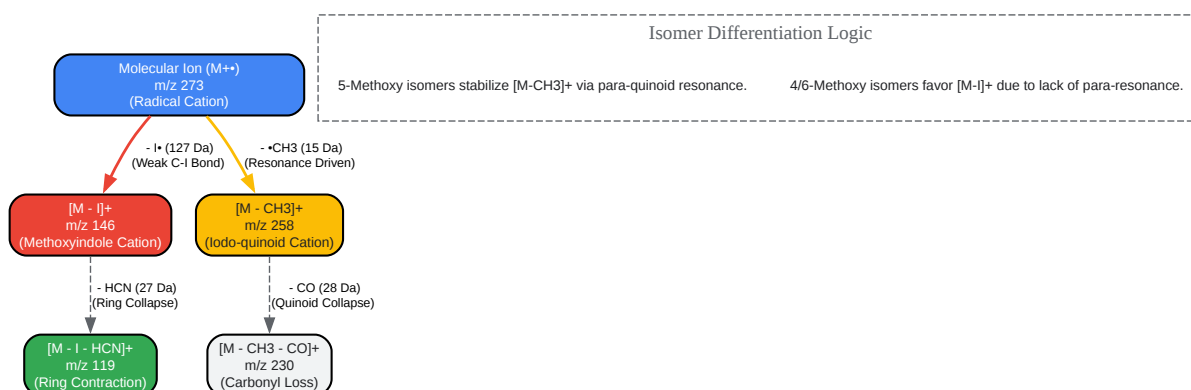 Isomer Differentiation Logic
5-Methoxy isomers stabilize [M-CH3]+ via para-quinoid resonance.
4/6-Methoxy isomers favor [M-I]+ due to lack of para-resonance.
Molecular Ion (M+•)
m/z 273
(Radical Cation)
- I• (127 Da)
(Weak C-I Bond)
- •CH3 (15 Da)
(Resonance Driven)
[M - I]+
m/z 146
(Methoxyindole Cation)
[M - CH3]+
m/z 258
(Iodo-quinoid Cation)
- HCN (27 Da)
(Ring Collapse)
- CO (28 Da)
(Quinoid Collapse)
[M - I - HCN]+
m/z 119
(Ring Contraction)
[M - CH3 - CO]+
m/z 230
(Carbonyl Loss)